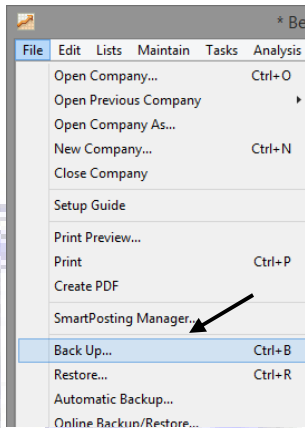 * Be
File Edit Lists Maintain Tasks Analysis
Open Company... Ctrl+O
Open Previous Company
Open Company As...
New Company... Ctrl+N
Close Company
Setup Guide
Print Preview...
Print Ctrl+P
Create PDF
SmartPosting Manager...
Back Up... Ctrl+B
Restore... Ctrl+R
Automatic Backup...
Online Backup/Restore...